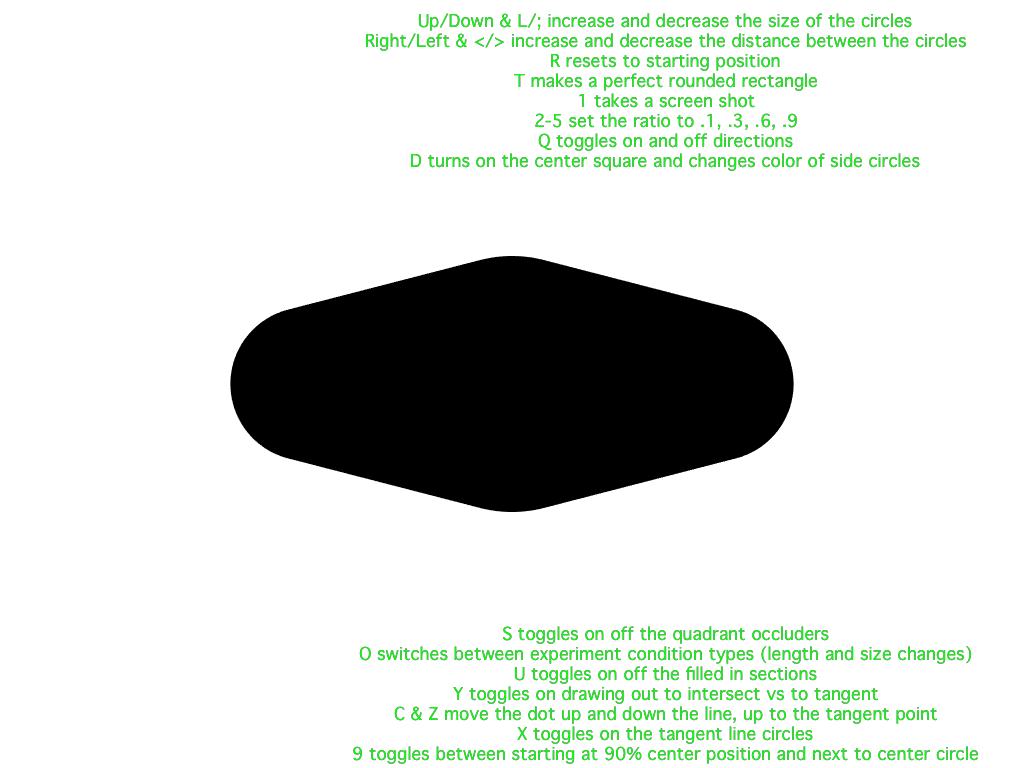 Up/Down & L/; increase and decrease the size of the circles
Right/Left & </> increase and decrease the distance between the circles
R resets to starting position
T makes a perfect rounded rectangle
1 takes a screen shot
2-5 set the ratio to .1, .3, .6, .9
Q toggles on and off directions
D turns on the center square and changes color of side circles
S toggles on off the quadrant occluders
O switches between experiment condition types (length and size changes)
U toggles on off the filled in sections
Y toggles on drawing out to intersect vs to tangent
C & Z move the dot up and down the line, up to the tangent point
X toggles on the tangent line circles
9 toggles between starting at 90% center position and next to center circle